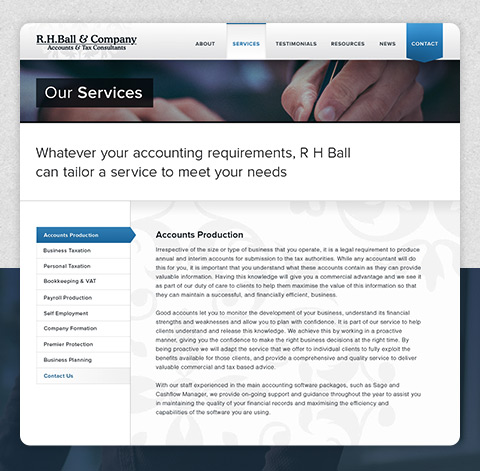 R.H.Ball & Company
Accounts & Tax Consultants
ABOUT
SERVICES
TESTIMONIALS
RESOURCES
NEWS
CONTACT
Our Services
Whatever your accounting requirements, R H Ball
can tailor a service to meet your needs
Accounts Production
Business Taxation
Personal Taxation
Bookkeeping & VAT
Payroll Production
Self Employment
Company Formation
Premier Protection
Business Planning
Contact Us
Accounts Production
Irrespective of the size or type of business that you operate, it is a legal requirement to produce
annual and interim accounts for submission to the tax authorities. While any accountant will do
this for you, it is important that you understand what these accounts contain as they can provide
valuable information. Having this knowledge will give you a commercial advantage and we see it
as part of our duty of care to clients to help them maximise the value of this information so that
they can maintain a successful, and financially efficient, business.
Good accounts let you to monitor the development of your business, understand its financial
strengths and weaknesses and allow you to plan with confidence. It is part of our service to help
clients understand and release this knowledge. We achieve this by working in a proactive
manner, giving you the confidence to make the right business decisions at the right time. By
being proactive we will adapt the service that we offer to individual clients to fully exploit the
benefits available for those clients, and provide a comprehensive and quality service to deliver
valuable commercial and tax based advice.
With our staff experienced in the main accounting software packages, such as Sage and
Cashflow Manager, we provide on-going support and guidance throughout the year to assist you
in maintaining the quality of your financial records and maximising the efficiency and
capabilities of the software you are using.